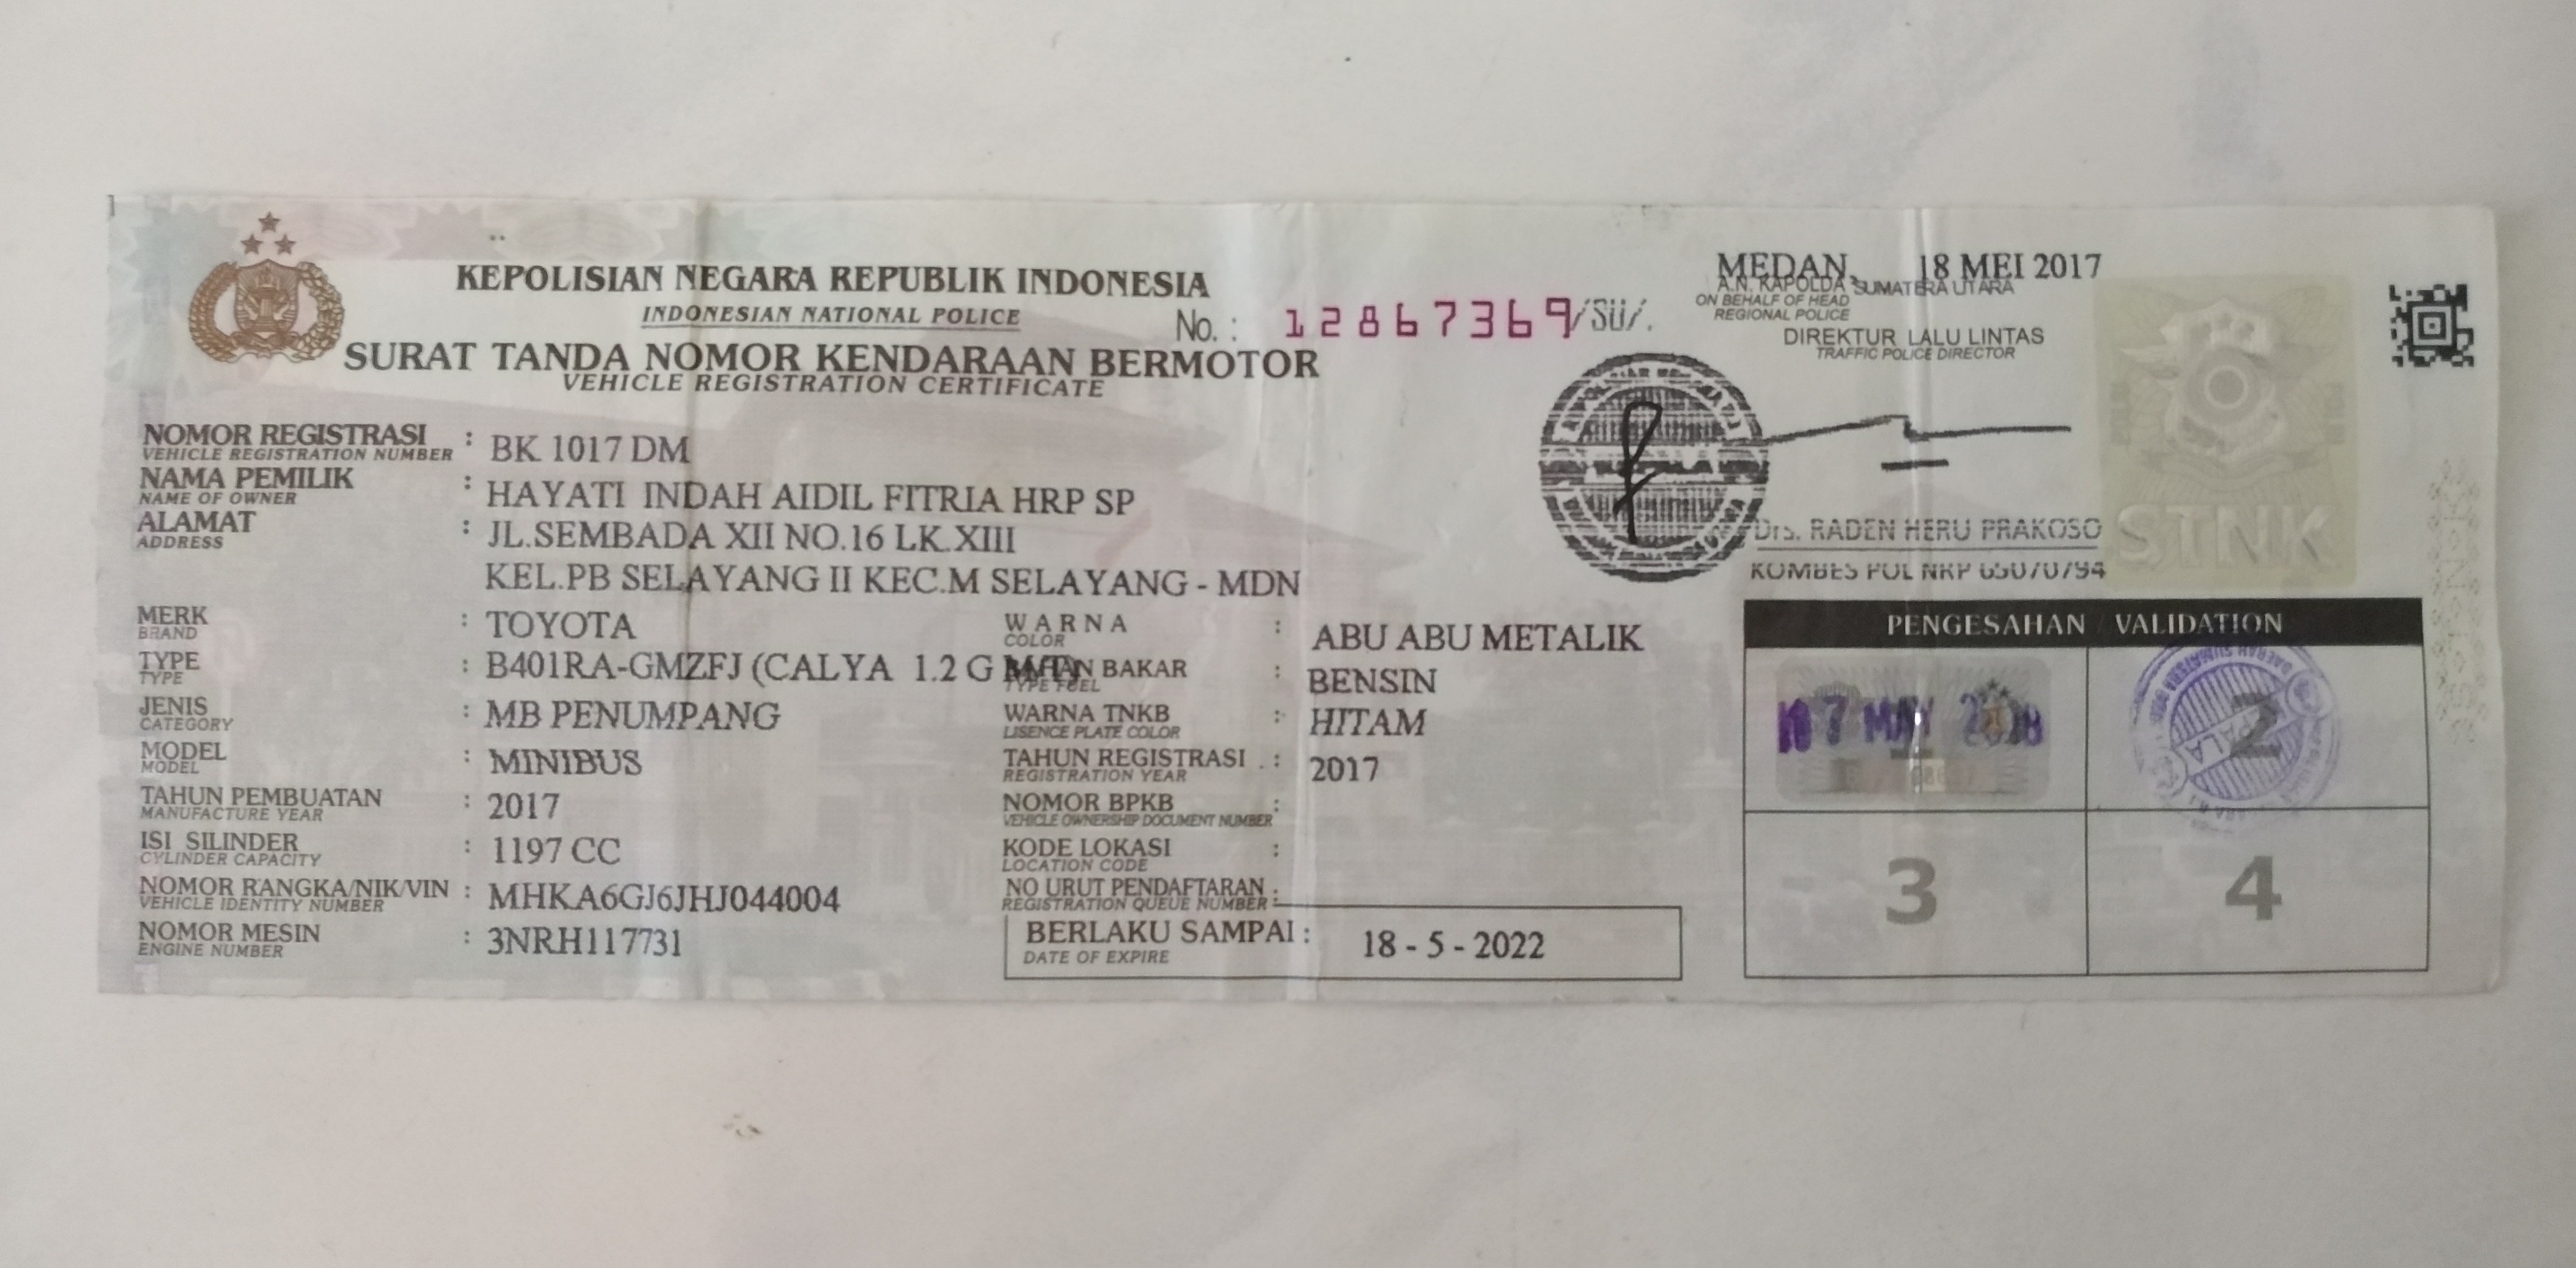 KEPOLISIAN NEGARA REPUBLIK INDONESIA
INDONESIAN NATIONAL POLICE
No. : 12867369/SU/.
SURAT TANDA NOMOR KENDARAAN BERMOTOR
VEHICLE REGISTRATION CERTIFICATE
MEDAN, 18 MEI 2017
A.N. KAPOLDA SUMATERA UTARA
ON BEHALF OF HEAD
REGIONAL POLICE
DIREKTUR LALU LINTAS
TRAFFIC POLICE DIRECTOR
Drs. RADEN HERU PRAKOSO
KOMBES POL NRP 65070794
STNK
NOMOR REGISTRASI : BK 1017 DM
VEHICLE REGISTRATION NUMBER
NAMA PEMILIK : HAYATI INDAH AIDIL FITRIA HRP SP
NAME OF OWNER
ALAMAT : JL.SEMBADA XII NO.16 LK.XIII
ADDRESS
KEL.PB SELAYANG II KEC.M SELAYANG - MDN
MERK : TOYOTA
BRAND
TYPE : B401RA-GMZFJ (CALYA 1.2 G M/T)
TYPE
JENIS : MB PENUMPANG
CATEGORY
MODEL : MINIBUS
MODEL
TAHUN PEMBUATAN : 2017
MANUFACTURE YEAR
ISI SILINDER : 1197 CC
CYLINDER CAPACITY
NOMOR RANGKA/NIK/VIN : MHKA6GJ6JHJ044004
VEHICLE IDENTITY NUMBER
NOMOR MESIN : 3NRH117731
ENGINE NUMBER
WARNA : ABU ABU METALIK
COLOR
BAHAN BAKAR : BENSIN
TYPE FUEL
WARNA TNKB : HITAM
LISENCE PLATE COLOR
TAHUN REGISTRASI : 2017
REGISTRATION YEAR
NOMOR BPKB :
VEHICLE OWNERSHIP DOCUMENT NUMBER
KODE LOKASI :
LOCATION CODE
NO URUT PENDAFTARAN :
REGISTRATION QUEUE NUMBER :
BERLAKU SAMPAI : 18 - 5 - 2022
DATE OF EXPIRE
PENGESAHAN VALIDATION
07 MAY 2018
2
3
4